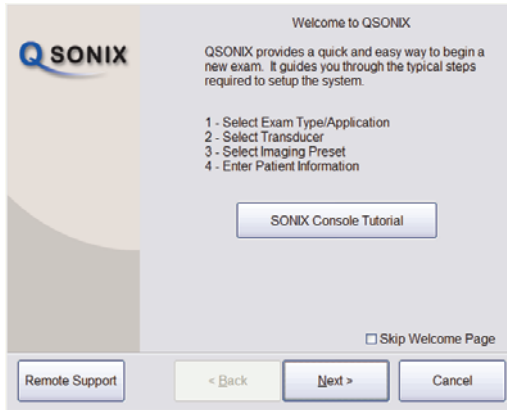 Welcome to QSONIX
Q SONIX
QSONIX provides a quick and easy way to begin a
new exam. It guides you through the typical steps
required to setup the system.
1 - Select Exam Type/Application
2 - Select Transducer
3 - Select Imaging Preset
4 - Enter Patient Information
SONIX Console Tutorial
Skip Welcome Page
Remote Support
< Back
Next >
Cancel